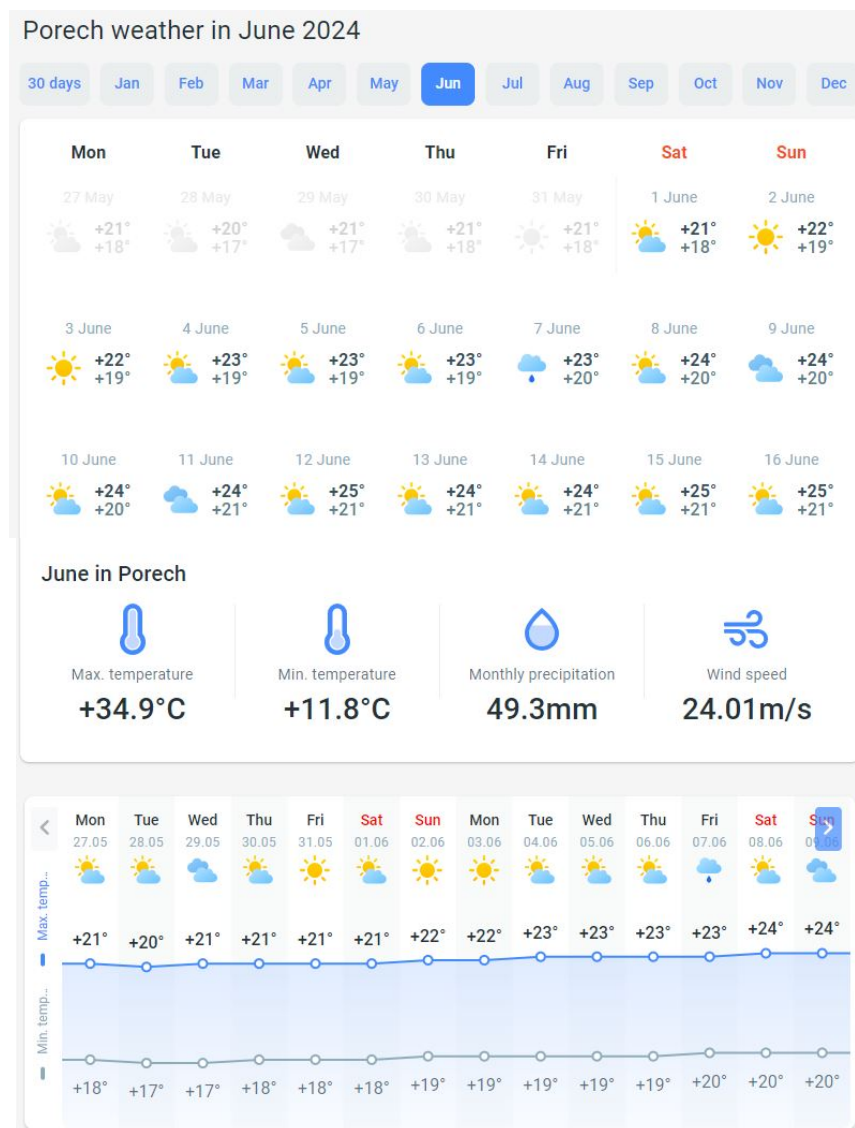 Porech weather in June 2024
30 days Jan Feb Mar Apr May Jun Jul Aug Sep Oct Nov Dec
Mon Tue Wed Thu Fri Sat Sun
27 May 28 May 29 May 30 May 31 May 1 June 2 June
+21° +20° +21° +21° +21° +21° +22°
+18° +17° +17° +18° +18° +18° +19°
3 June 4 June 5 June 6 June 7 June 8 June 9 June
+22° +23° +23° +23° +23° +24° +24°
+19° +19° +19° +19° +20° +20° +20°
10 June 11 June 12 June 13 June 14 June 15 June 16 June
+24° +24° +25° +24° +24° +25° +25°
+20° +21° +21° +21° +21° +21° +21°
June in Porech
Max. temperature Min. temperature Monthly precipitation Wind speed
+34.9°C +11.8°C 49.3mm 24.01m/s
Mon Tue Wed Thu Fri Sat Sun Mon Tue Wed Thu Fri Sat Sun
27.05 28.05 29.05 30.05 31.05 01.06 02.06 03.06 04.06 05.06 06.06 07.06 08.06 09.06
Max. temp...
+21° +20° +21° +21° +21° +21° +22° +22° +23° +23° +23° +23° +24° +24°
Min. temp...
+18° +17° +17° +18° +18° +18° +19° +19° +19° +19° +19° +20° +20° +20°